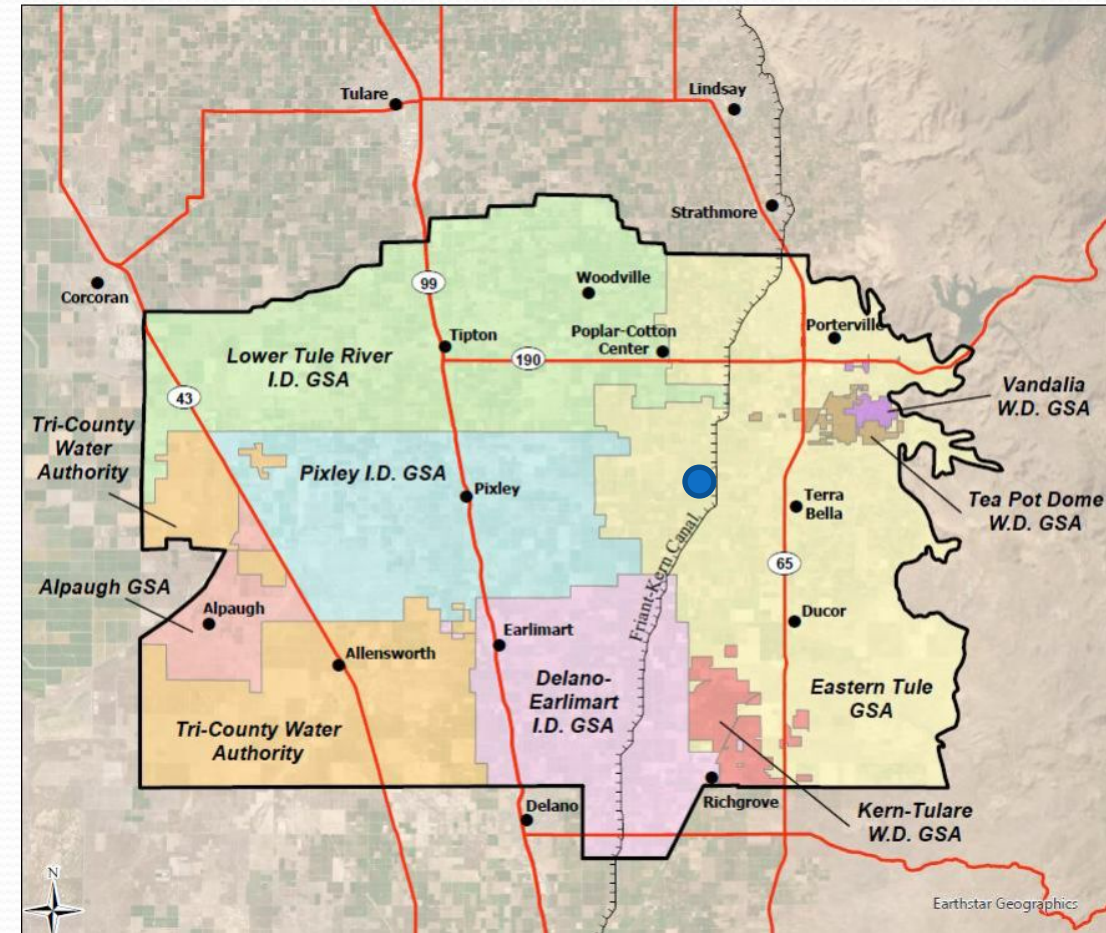 Tulare
Lindsay
Strathmore
Corcoran
99
Woodville
Tipton
Poplar-Cotton
Center
190
Porterville
Lower Tule River
I.D. GSA
43
Vandalia
W.D. GSA
Tri-County
Water
Authority
Pixley I.D. GSA
Pixley
Terra
Bella
Tea Pot Dome
W.D. GSA
Friant-Kern Canal
65
Alpaugh GSA
Alpaugh
Ducor
Earlimart
Allensworth
Delano-
Earlimart
I.D. GSA
Eastern Tule
GSA
Tri-County Water
Authority
Richgrove
Delano
Kern-Tulare
W.D. GSA
N
Earthstar Geographics